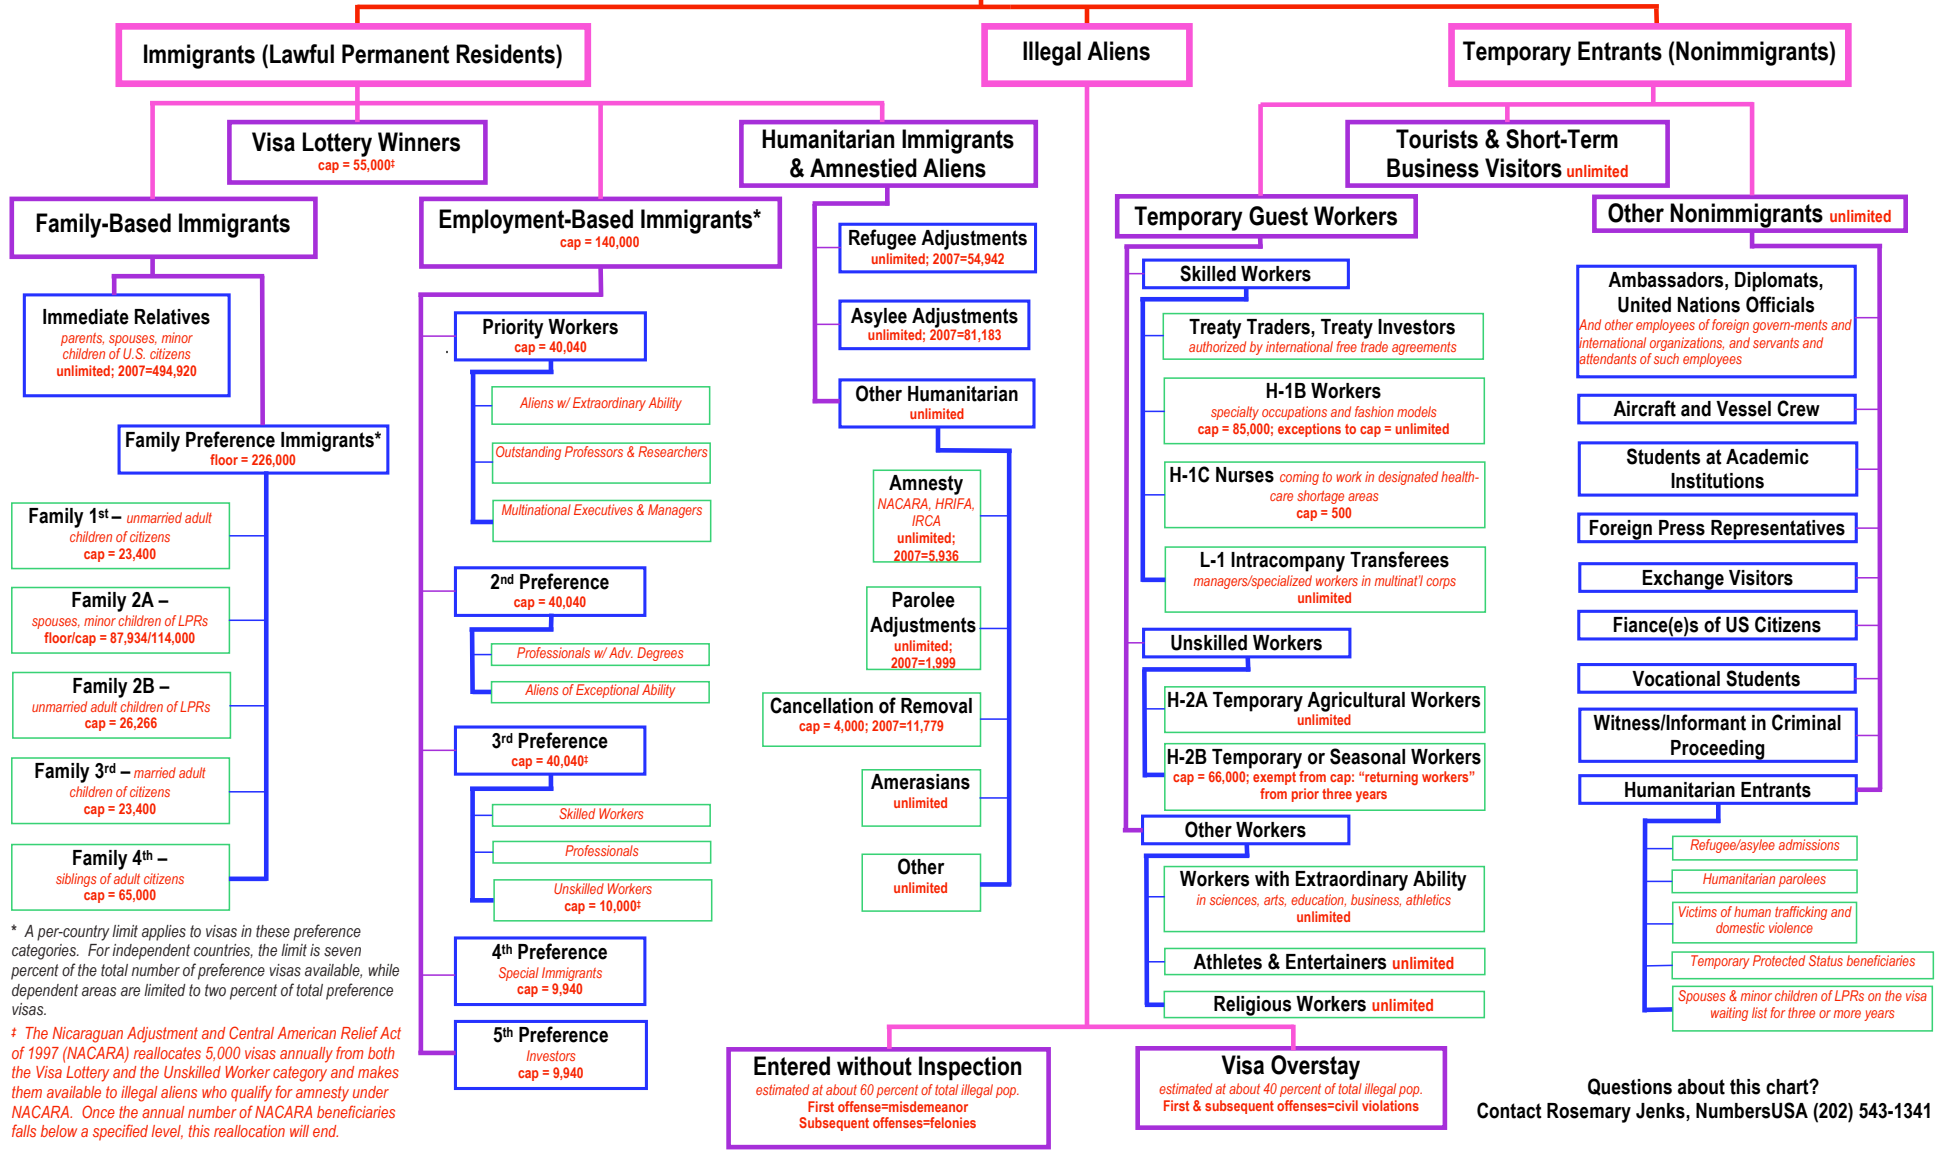 Immigrants (Lawful Permanent Residents)
Illegal Aliens
Temporary Entrants (Nonimmigrants)
Visa Lottery Winners
cap = 55,000‡
Humanitarian Immigrants
& Amnestied Aliens
Tourists & Short-Term
Business Visitors unlimited
Family-Based Immigrants
Immediate Relatives
parents, spouses, minor
children of U.S. citizens
unlimited; 2007=494,920
Family Preference Immigrants*
floor = 226,000
Family 1st – unmarried adult
children of citizens
cap = 23,400
Family 2A –
spouses, minor children of LPRs
floor/cap = 87,934/114,000
Family 2B –
unmarried adult children of LPRs
cap = 26,266
Family 3rd – married adult
children of citizens
cap = 23,400
Family 4th –
siblings of adult citizens
cap = 65,000
Employment-Based Immigrants*
cap = 140,000
Priority Workers
cap = 40,040
Aliens w/ Extraordinary Ability
Outstanding Professors & Researchers
Multinational Executives & Managers
2nd Preference
cap = 40,040
Professionals w/ Adv. Degrees
Aliens of Exceptional Ability
3rd Preference
cap = 40,040‡
Skilled Workers
Professionals
Unskilled Workers
cap = 10,000‡
4th Preference
Special Immigrants
cap = 9,940
5th Preference
Investors
cap = 9,940
Refugee Adjustments
unlimited; 2007=54,942
Asylee Adjustments
unlimited; 2007=81,183
Other Humanitarian
unlimited
Amnesty
NACARA, HRIFA,
IRCA
unlimited;
2007=5,936
Parolee
Adjustments
unlimited;
2007=1,999
Cancellation of Removal
cap = 4,000; 2007=11,779
Amerasians
unlimited
Other
unlimited
Temporary Guest Workers
Skilled Workers
Treaty Traders, Treaty Investors
authorized by international free trade agreements
H-1B Workers
specialty occupations and fashion models
cap = 85,000; exceptions to cap = unlimited
H-1C Nurses coming to work in designated health-
care shortage areas
cap = 500
L-1 Intracompany Transferees
managers/specialized workers in multinat'l corps
unlimited
Unskilled Workers
H-2A Temporary Agricultural Workers
unlimited
H-2B Temporary or Seasonal Workers
cap = 66,000; exempt from cap: “returning workers”
from prior three years
Other Workers
Workers with Extraordinary Ability
in sciences, arts, education, business, athletics
unlimited
Athletes & Entertainers unlimited
Religious Workers unlimited
Other Nonimmigrants unlimited
Ambassadors, Diplomats,
United Nations Officials
And other employees of foreign govern-ments and
international organizations, and servants and
attendants of such employees
Aircraft and Vessel Crew
Students at Academic
Institutions
Foreign Press Representatives
Exchange Visitors
Fiance(e)s of US Citizens
Vocational Students
Witness/Informant in Criminal
Proceeding
Humanitarian Entrants
Refugee/asylee admissions
Humanitarian parolees
Victims of human trafficking and
domestic violence
Temporary Protected Status beneficiaries
Spouses & minor children of LPRs on the visa
waiting list for three or more years
Entered without Inspection
estimated at about 60 percent of total illegal pop.
First offense=misdemeanor
Subsequent offenses=felonies
Visa Overstay
estimated at about 40 percent of total illegal pop.
First & subsequent offenses=civil violations
* A per-country limit applies to visas in these preference
categories. For independent countries, the limit is seven
percent of the total number of preference visas available, while
dependent areas are limited to two percent of total preference
visas.
‡ The Nicaraguan Adjustment and Central American Relief Act
of 1997 (NACARA) reallocates 5,000 visas annually from both
the Visa Lottery and the Unskilled Worker category and makes
them available to illegal aliens who qualify for amnesty under
NACARA. Once the annual number of NACARA beneficiaries
falls below a specified level, this reallocation will end.
Questions about this chart?
Contact Rosemary Jenks, NumbersUSA (202) 543-1341